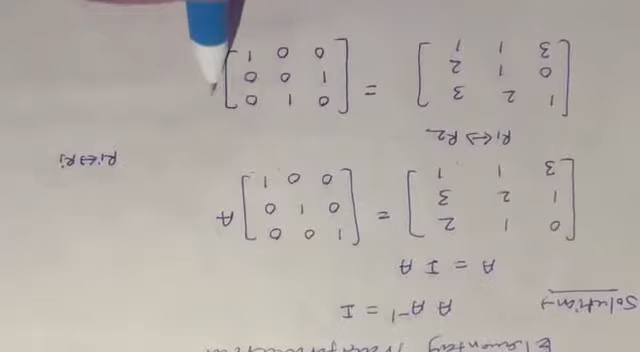 Elementary
Solution→ A A⁻¹ = I
A = I A
[0 1 2] = [1 0 0] A
[1 2 3] [0 1 0]
[3 1 1] [0 0 1]
R₁ ↔ R₂
Ri ↔ Rj
[1 2 3] = [0 1 0]
[0 1 2] [1 0 0]
[3 1 1] [0 0 1]